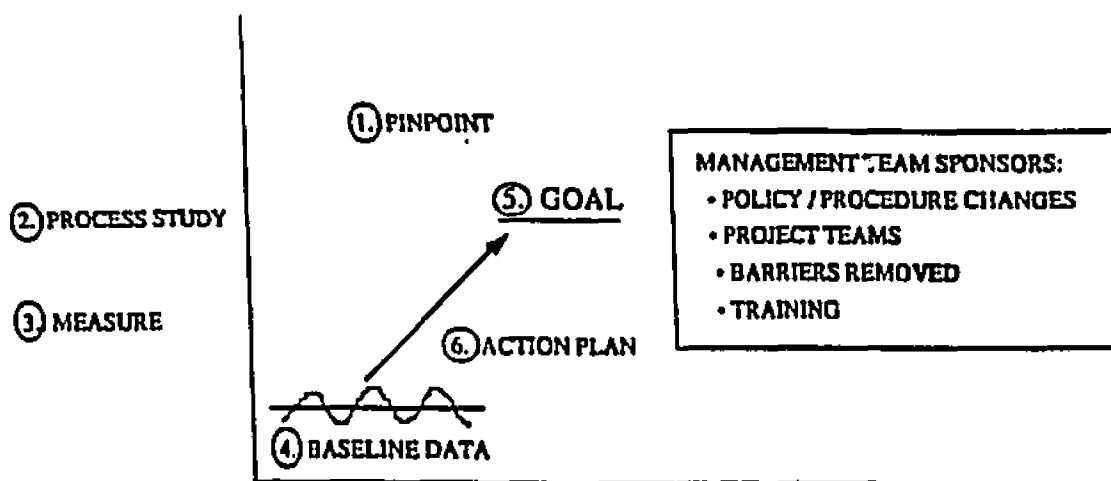 1. PINPOINT
2. PROCESS STUDY
3. MEASURE
4. BASELINE DATA
5. GOAL
6. ACTION PLAN
MANAGEMENT TEAM SPONSORS:
• POLICY / PROCEDURE CHANGES
• PROJECT TEAMS
• BARRIERS REMOVED
• TRAINING